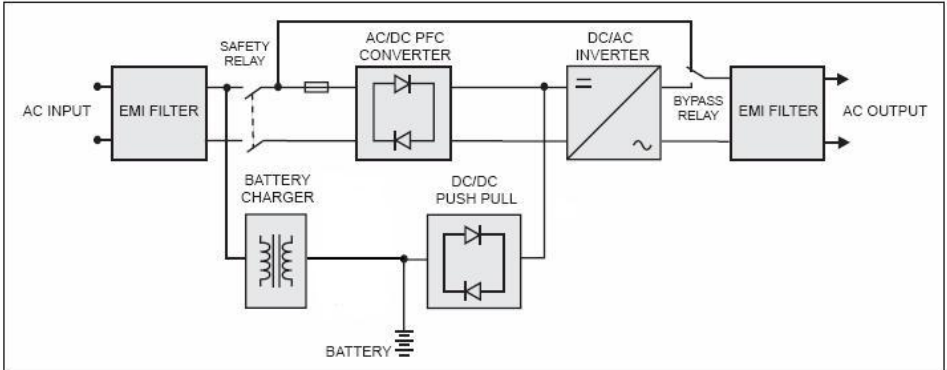 SAFETY
RELAY
AC/DC PFC
CONVERTER
DC/AC
INVERTER
AC INPUT
EMI FILTER
BYPASS
RELAY
EMI FILTER
AC OUTPUT
BATTERY
CHARGER
DC/DC
PUSH PULL
BATTERY